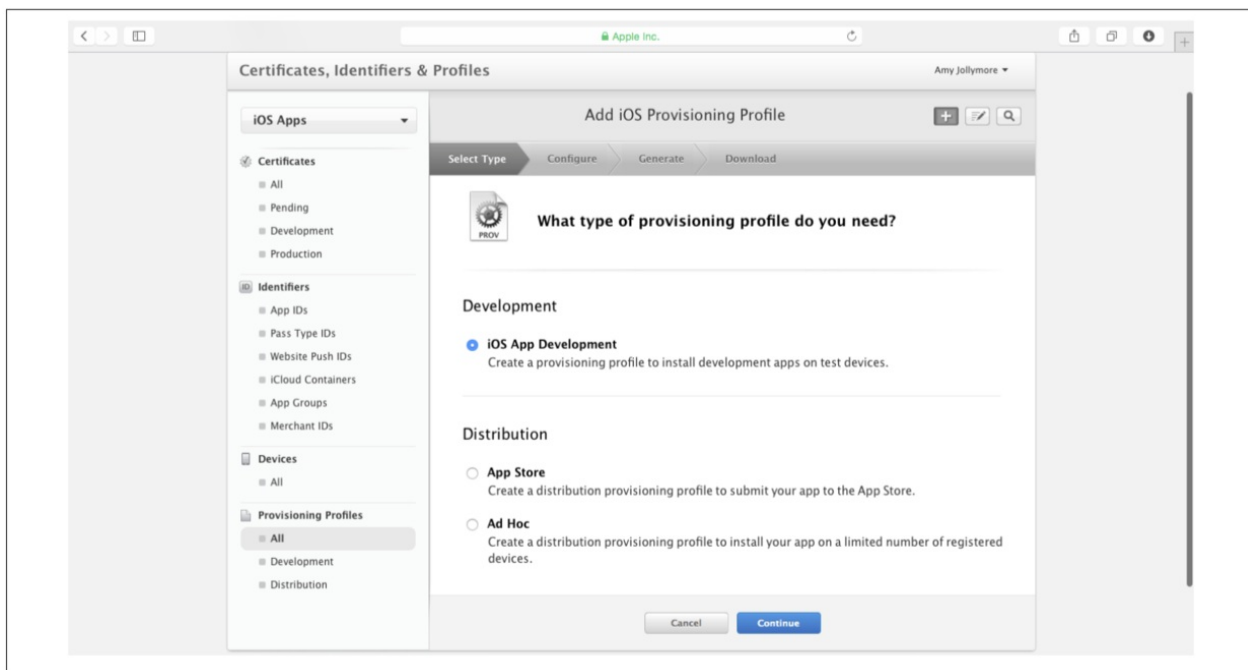 Apple Inc.
Certificates, Identifiers & Profiles
Amy Jollymore
iOS Apps
Add iOS Provisioning Profile
Select Type
Configure
Generate
Download
Certificates
All
Pending
Development
Production
Identifiers
ID
App IDs
Pass Type IDs
Website Push IDs
iCloud Containers
App Groups
Merchant IDs
Devices
All
Provisioning Profiles
All
Development
Distribution
PROV
What type of provisioning profile do you need?
Development
iOS App Development
Create a provisioning profile to install development apps on test devices.
Distribution
App Store
Create a distribution provisioning profile to submit your app to the App Store.
Ad Hoc
Create a distribution provisioning profile to install your app on a limited number of registered
devices.
Cancel
Continue